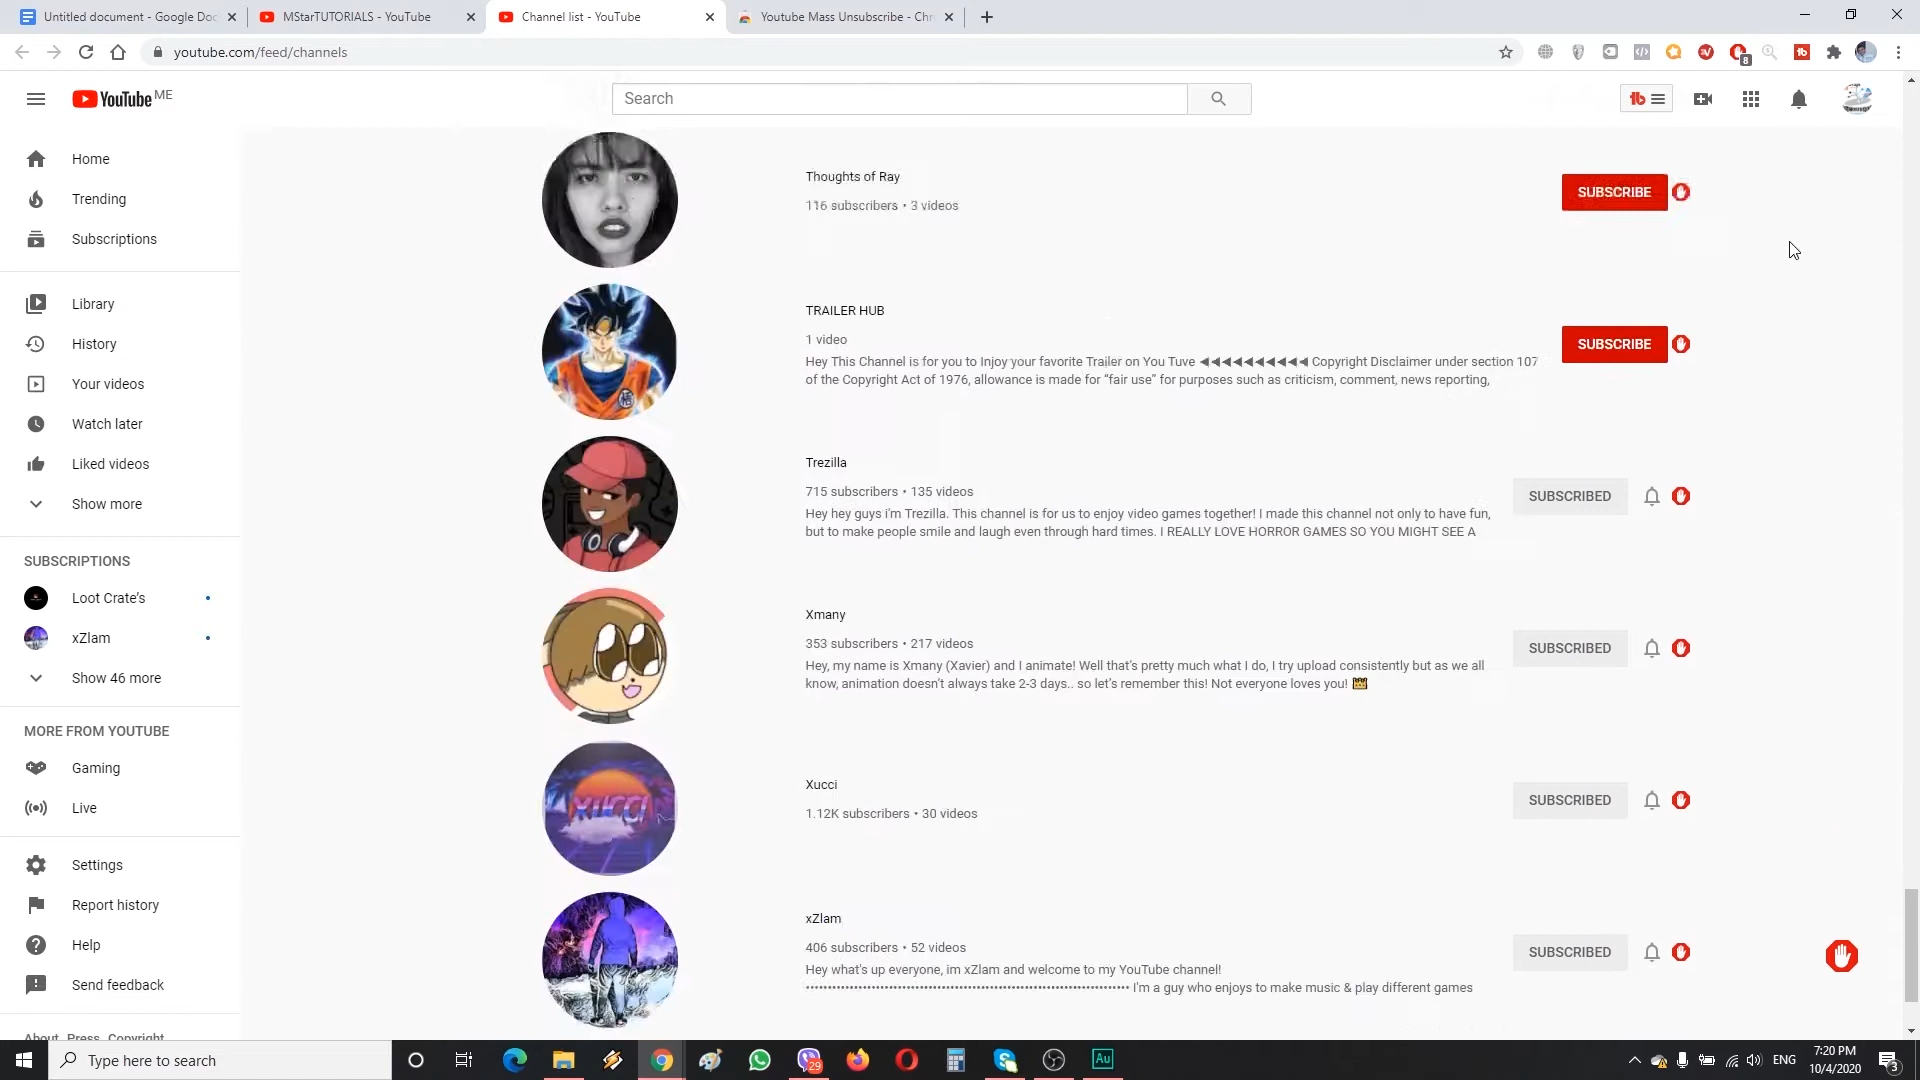 Untitled document - Google Doc
MStarTUTORIALS - YouTube
Channel list - YouTube
Youtube Mass Unsubscribe - Chr
youtube.com/feed/channels
8
YouTube ME
Search
Home
Trending
Subscriptions
Library
History
Your videos
Watch later
Liked videos
Show more
SUBSCRIPTIONS
Loot Crate's
xZlam
Show 46 more
MORE FROM YOUTUBE
Gaming
Live
Settings
Report history
Help
Send feedback
About Press Copyright
Thoughts of Ray
116 subscribers • 3 videos
SUBSCRIBE
TRAILER HUB
1 video
Hey This Channel is for you to Injoy your favorite Trailer on You Tuve ◀◀◀◀◀◀◀◀◀◀ Copyright Disclaimer under section 107
of the Copyright Act of 1976, allowance is made for “fair use” for purposes such as criticism, comment, news reporting,
SUBSCRIBE
Trezilla
715 subscribers • 135 videos
Hey hey guys i'm Trezilla. This channel is for us to enjoy video games together! I made this channel not only to have fun,
but to make people smile and laugh even through hard times. I REALLY LOVE HORROR GAMES SO YOU MIGHT SEE A
SUBSCRIBED
Xmany
353 subscribers • 217 videos
Hey, my name is Xmany (Xavier) and I animate! Well that's pretty much what I do, I try upload consistently but as we all
know, animation doesn't always take 2-3 days.. so let's remember this! Not everyone loves you!
SUBSCRIBED
XUCCI
Xucci
1.12K subscribers • 30 videos
SUBSCRIBED
xZlam
406 subscribers • 52 videos
Hey what's up everyone, im xZlam and welcome to my YouTube channel!
I'm a guy who enjoys to make music & play different games
SUBSCRIBED
Type here to search
29
Au
ENG
7:20 PM
10/4/2020
3